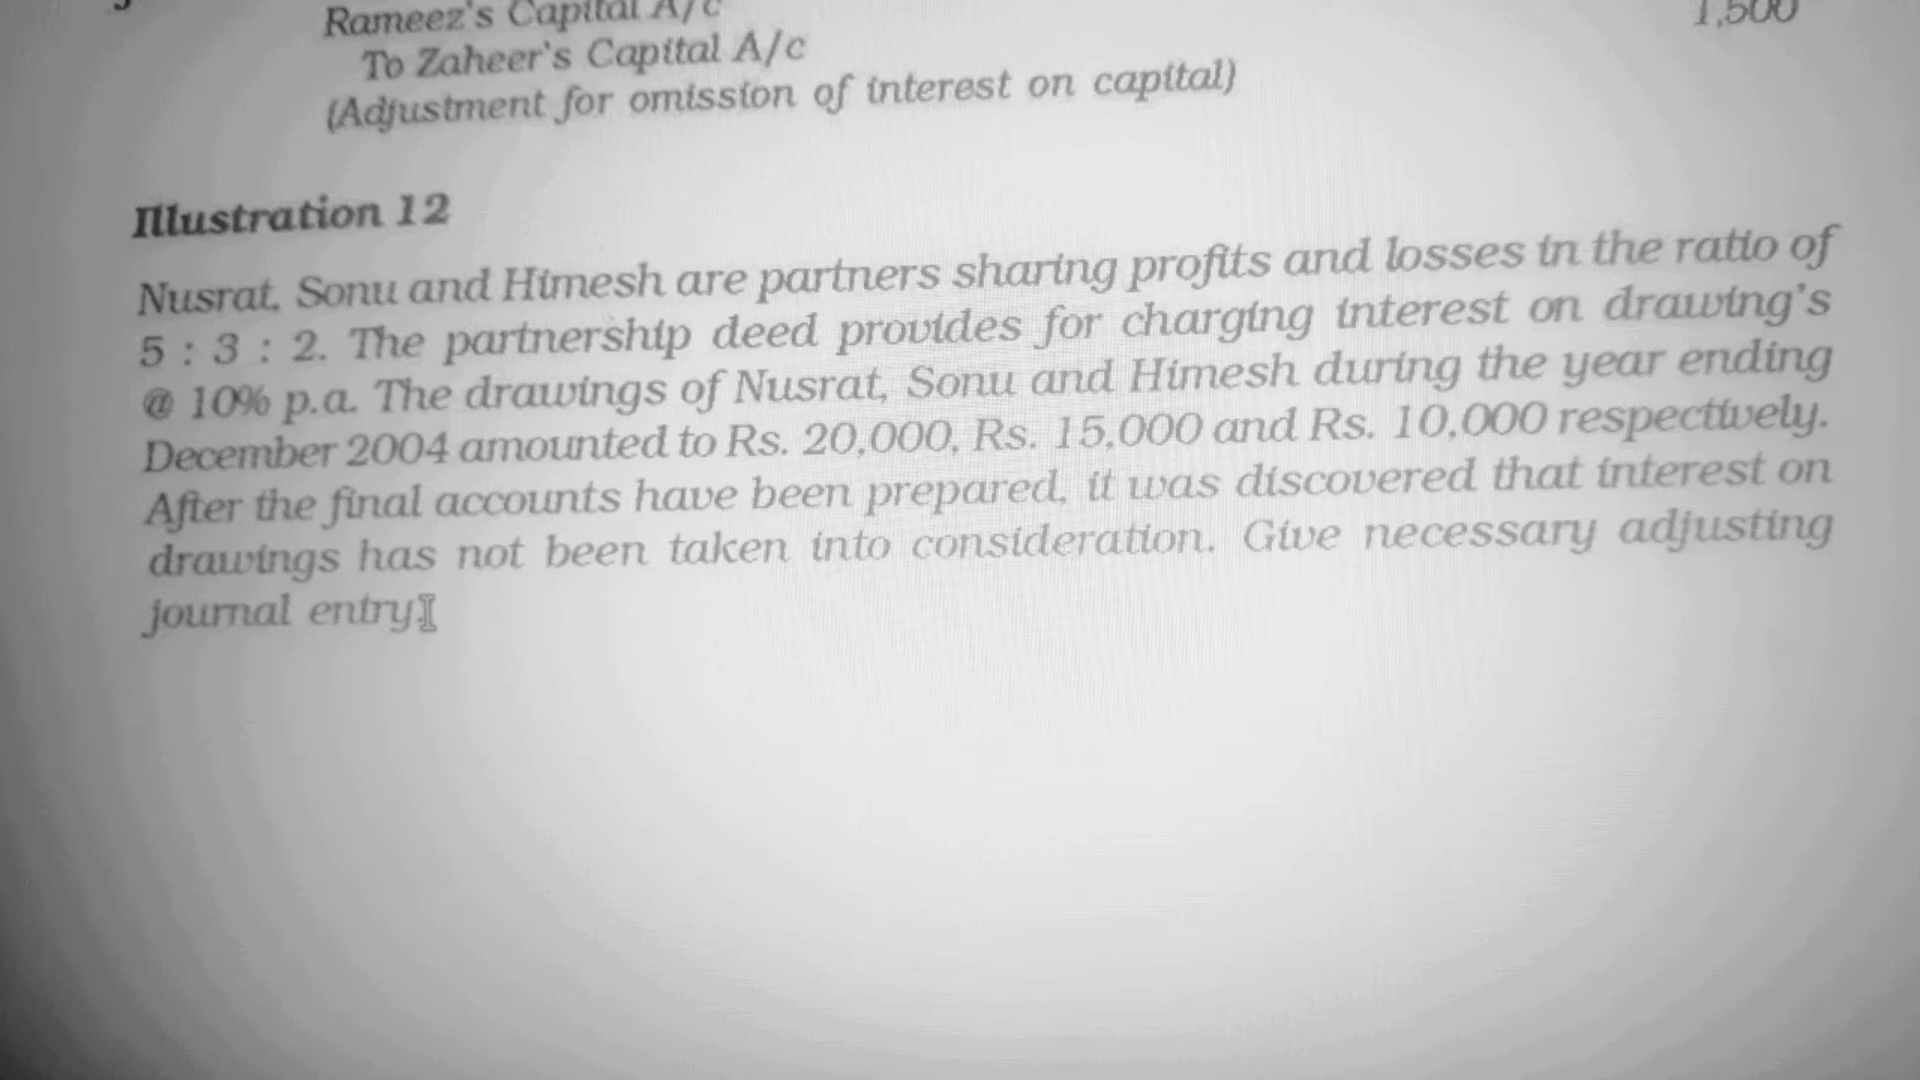 Rameez's Capital A/c 1,500
To Zaheer's Capital A/c
(Adjustment for omission of interest on capital)
Illustration 12
Nusrat, Sonu and Himesh are partners sharing profits and losses in the ratio of
5 : 3 : 2. The partnership deed provides for charging interest on drawing's
@ 10% p.a. The drawings of Nusrat, Sonu and Himesh during the year ending
December 2004 amounted to Rs. 20,000, Rs. 15,000 and Rs. 10,000 respectively.
After the final accounts have been prepared, it was discovered that interest on
drawings has not been taken into consideration. Give necessary adjusting
journal entry.